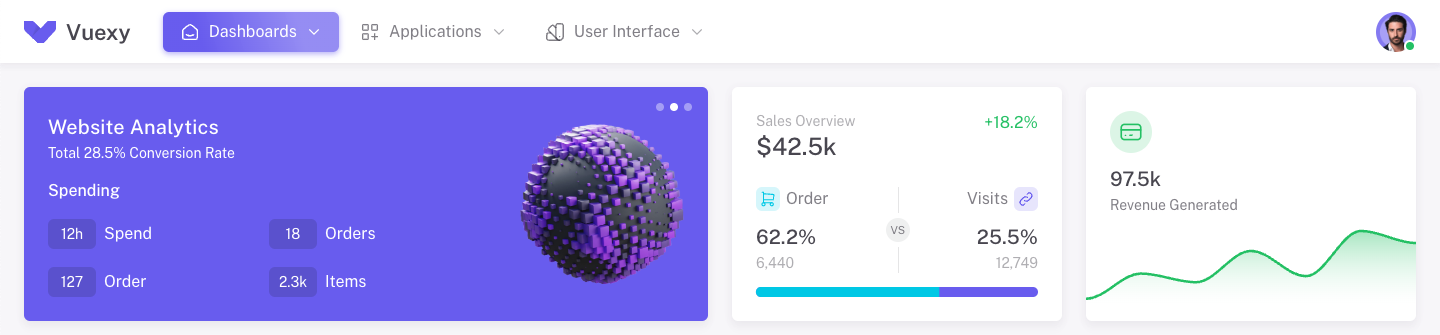 Vuexy
Dashboards
Applications
User Interface
Website Analytics
Total 28.5% Conversion Rate
Spending
12h Spend
18 Orders
127 Order
2.3k Items
Sales Overview
+18.2%
$42.5k
Order
Visits
VS
62.2%
25.5%
6,440
12,749
97.5k
Revenue Generated